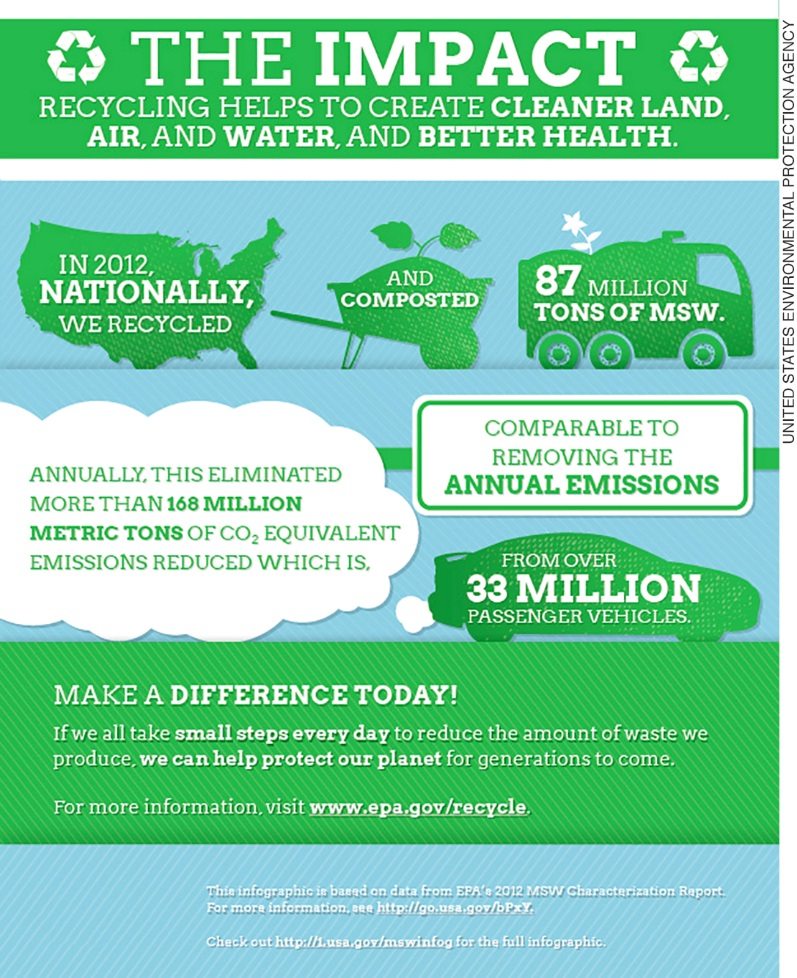 THE IMPACT
RECYCLING HELPS TO CREATE CLEANER LAND,
AIR, AND WATER, AND BETTER HEALTH.
IN 2012,
NATIONALLY,
WE RECYCLED
AND
COMPOSTED
87 MILLION
TONS OF MSW.
ANNUALLY, THIS ELIMINATED
MORE THAN 168 MILLION
METRIC TONS OF CO₂ EQUIVALENT
EMISSIONS REDUCED WHICH IS,
COMPARABLE TO
REMOVING THE
ANNUAL EMISSIONS
FROM OVER
33 MILLION
PASSENGER VEHICLES.
MAKE A DIFFERENCE TODAY!
If we all take small steps every day to reduce the amount of waste we
produce, we can help protect our planet for generations to come.
For more information, visit www.epa.gov/recycle.
This infographic is based on data from EPA's 2012 MSW Characterization Report.
For more information, see http://go.usa.gov/bPxY.
Check out http://1.usa.gov/mswinfog for the full infographic.
UNITED STATES ENVIRONMENTAL PROTECTION AGENCY